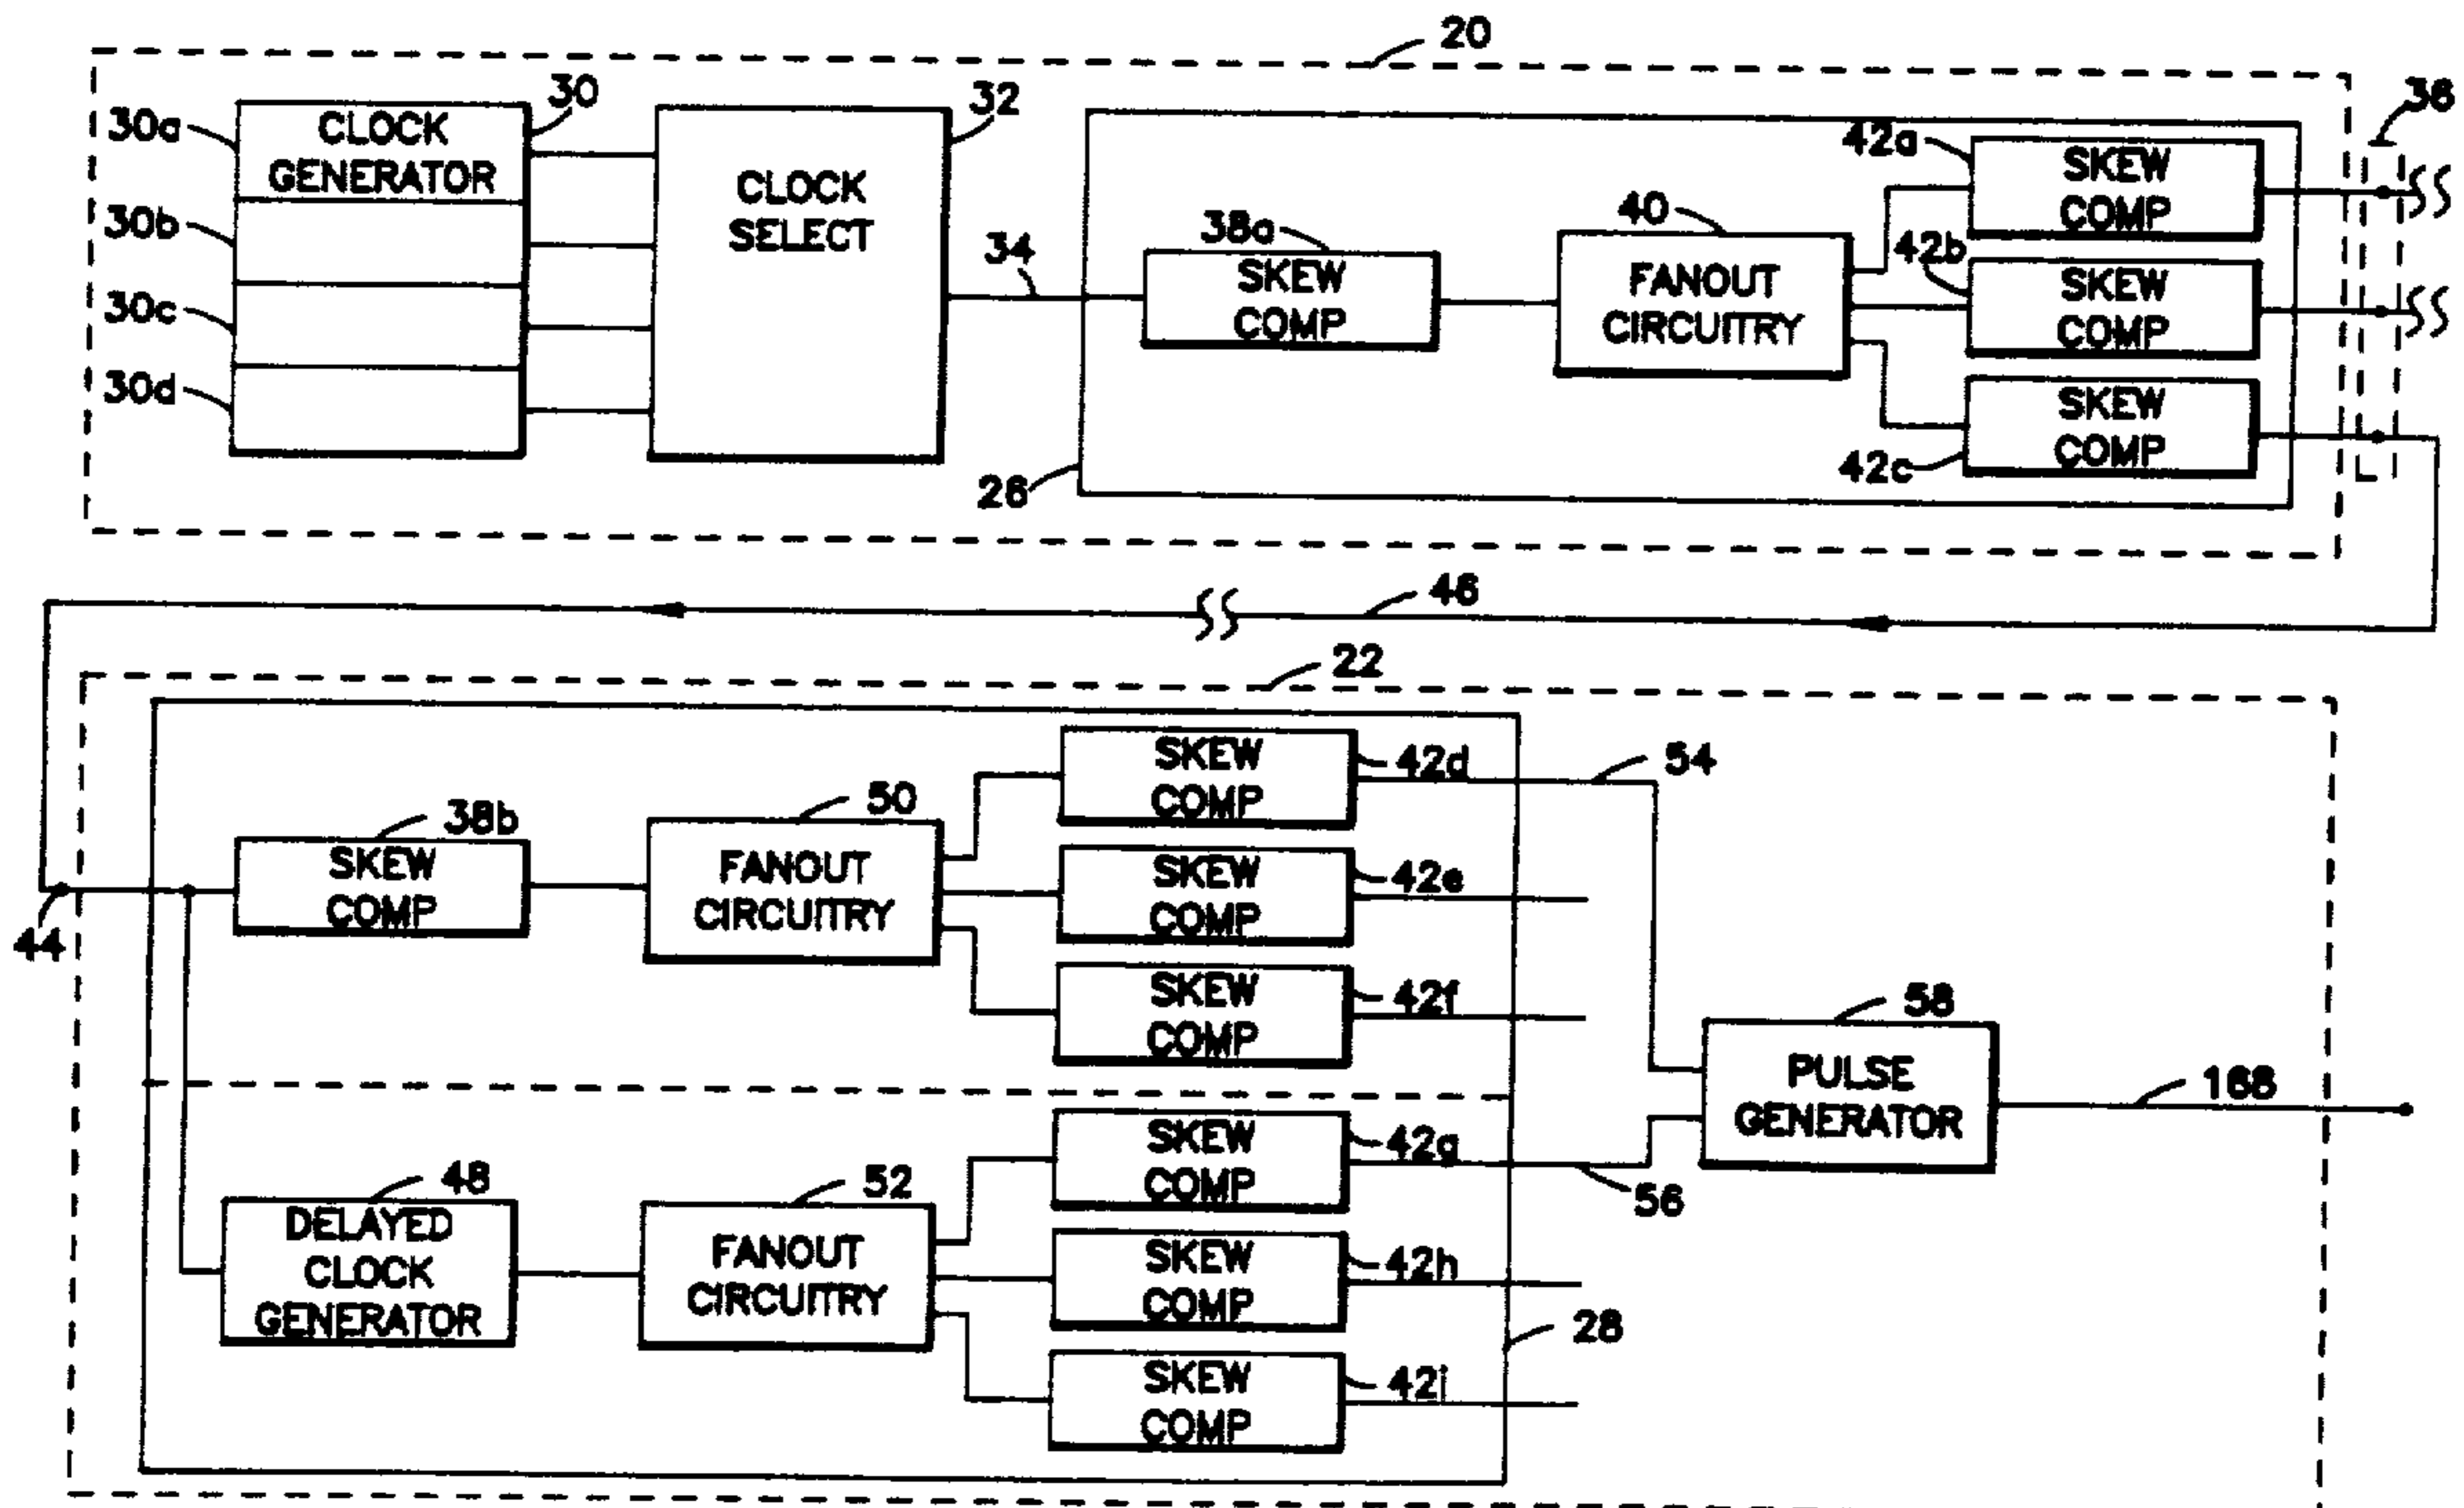 20
30
32
36
30a
CLOCK
GENERATOR
30b
30c
30d
CLOCK
SELECT
34
26
38a
SKEW
COMP
40
FANOUT
CIRCUITRY
42a
SKEW
COMP
42b
SKEW
COMP
42c
SKEW
COMP
46
22
44
38b
SKEW
COMP
50
FANOUT
CIRCUITRY
SKEW
COMP
42d
SKEW
COMP
42e
SKEW
COMP
42f
54
48
DELAYED
CLOCK
GENERATOR
52
FANOUT
CIRCUITRY
SKEW
COMP
42g
SKEW
COMP
42h
SKEW
COMP
42i
56
28
58
PULSE
GENERATOR
168